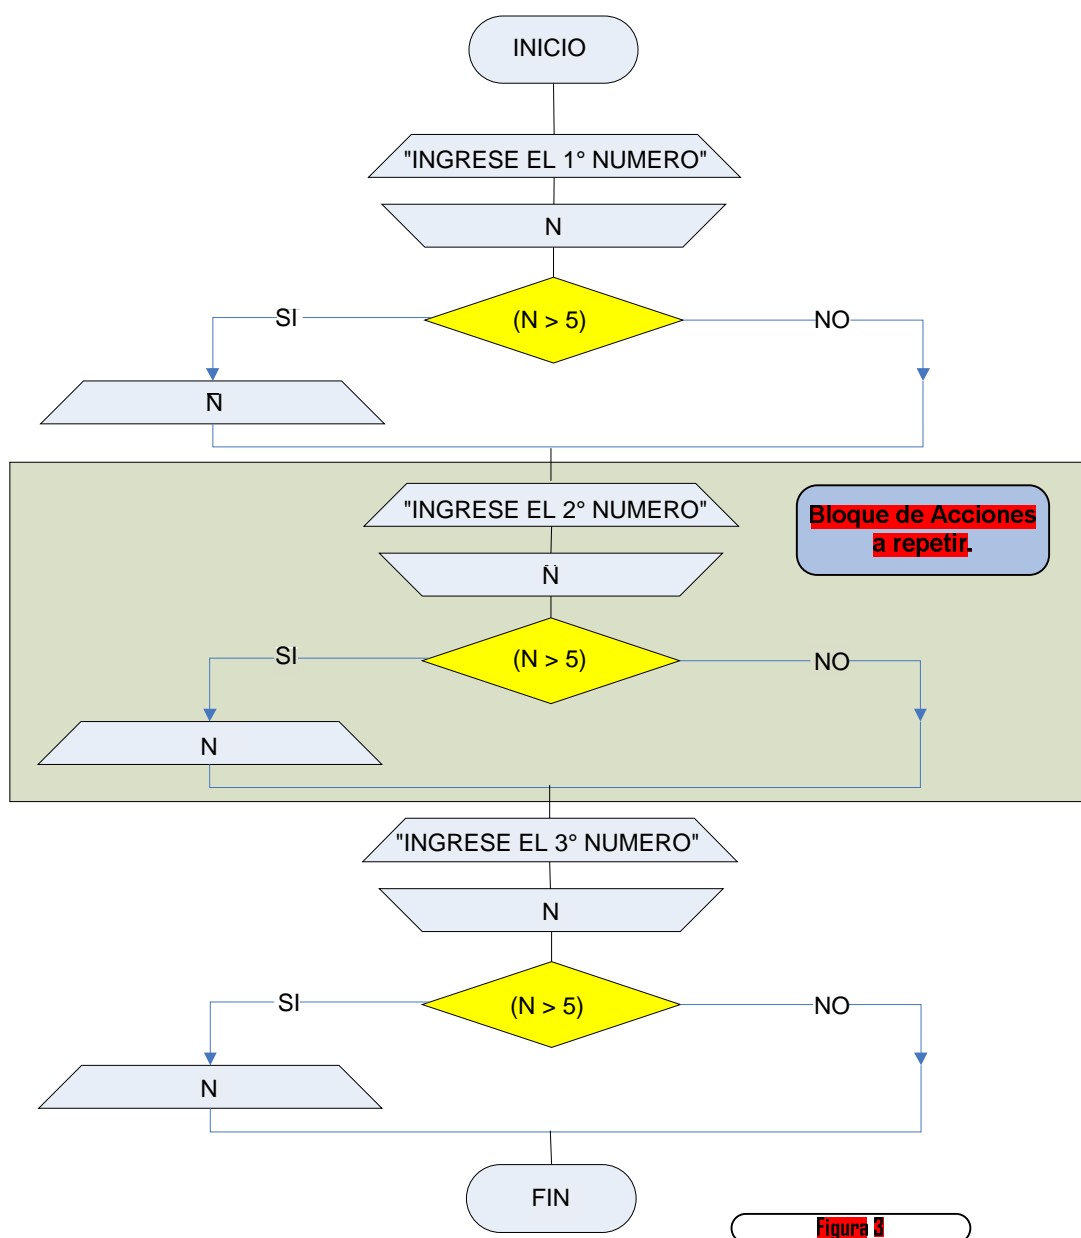 INICIO
"INGRESE EL 1° NUMERO"
N
(N > 5)
SI
NO
N
"INGRESE EL 2° NUMERO"
Bloque de Acciones
a repetir.
N
(N > 5)
SI
NO
N
"INGRESE EL 3° NUMERO"
N
(N > 5)
SI
NO
N
FIN
Figura 3